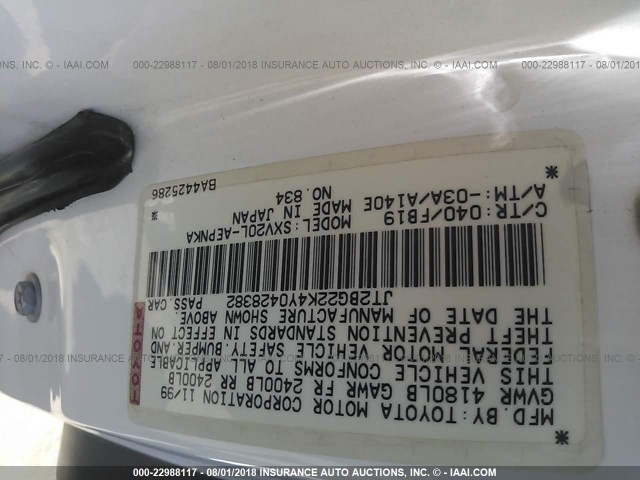 000-22988117 - 08/01/2018 INSURANCE AUTO AUCTIONS, INC. - © IAAI.COM
MFD. BY: TOYOTA MOTOR CORPORATION 11/99
GVWR 4180LB GAWR FR 2400LB RR 2400LB
THIS VEHICLE CONFORMS TO ALL APPLICABLE
FEDERAL MOTOR VEHICLE SAFETY, BUMPER, AND
THEFT PREVENTION STANDARDS IN EFFECT ON
THE DATE OF MANUFACTURE SHOWN ABOVE.
JT2BG22K4Y0428382 PASS. CAR
TOYOTA
MODEL: SXV20L-AEPNKA
MADE IN JAPAN
C/TR: 040/FB19 NO. 834
A/TM: -03A/A140E
BA4425286
000-22988117 - 08/01/2018 INSURANCE AUTO AUCTIONS, INC. - © IAAI.COM